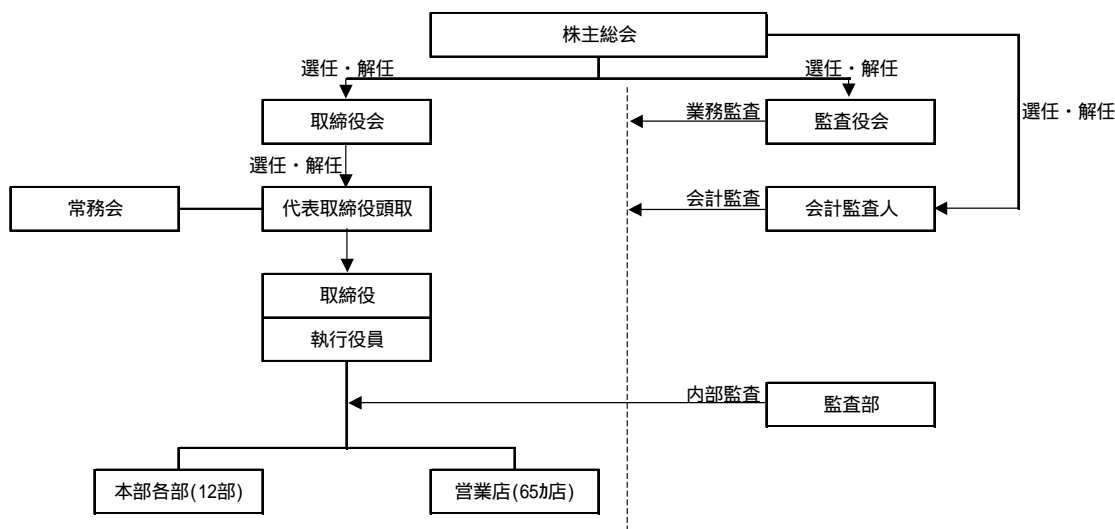 株主総会
選任・解任
選任・解任
取締役会
業務監査
監査役会
選任・解任
選任・解任
常務会
代表取締役頭取
会計監査
会計監査人
取締役
執行役員
内部監査
監査部
本部各部(12部)
営業店(65ｶ店)